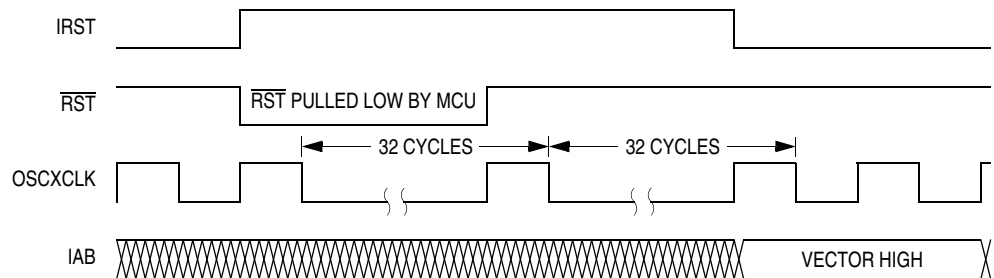 IRST
RST
RST PULLED LOW BY MCU
32 CYCLES
32 CYCLES
OSCXCLK
IAB
VECTOR HIGH